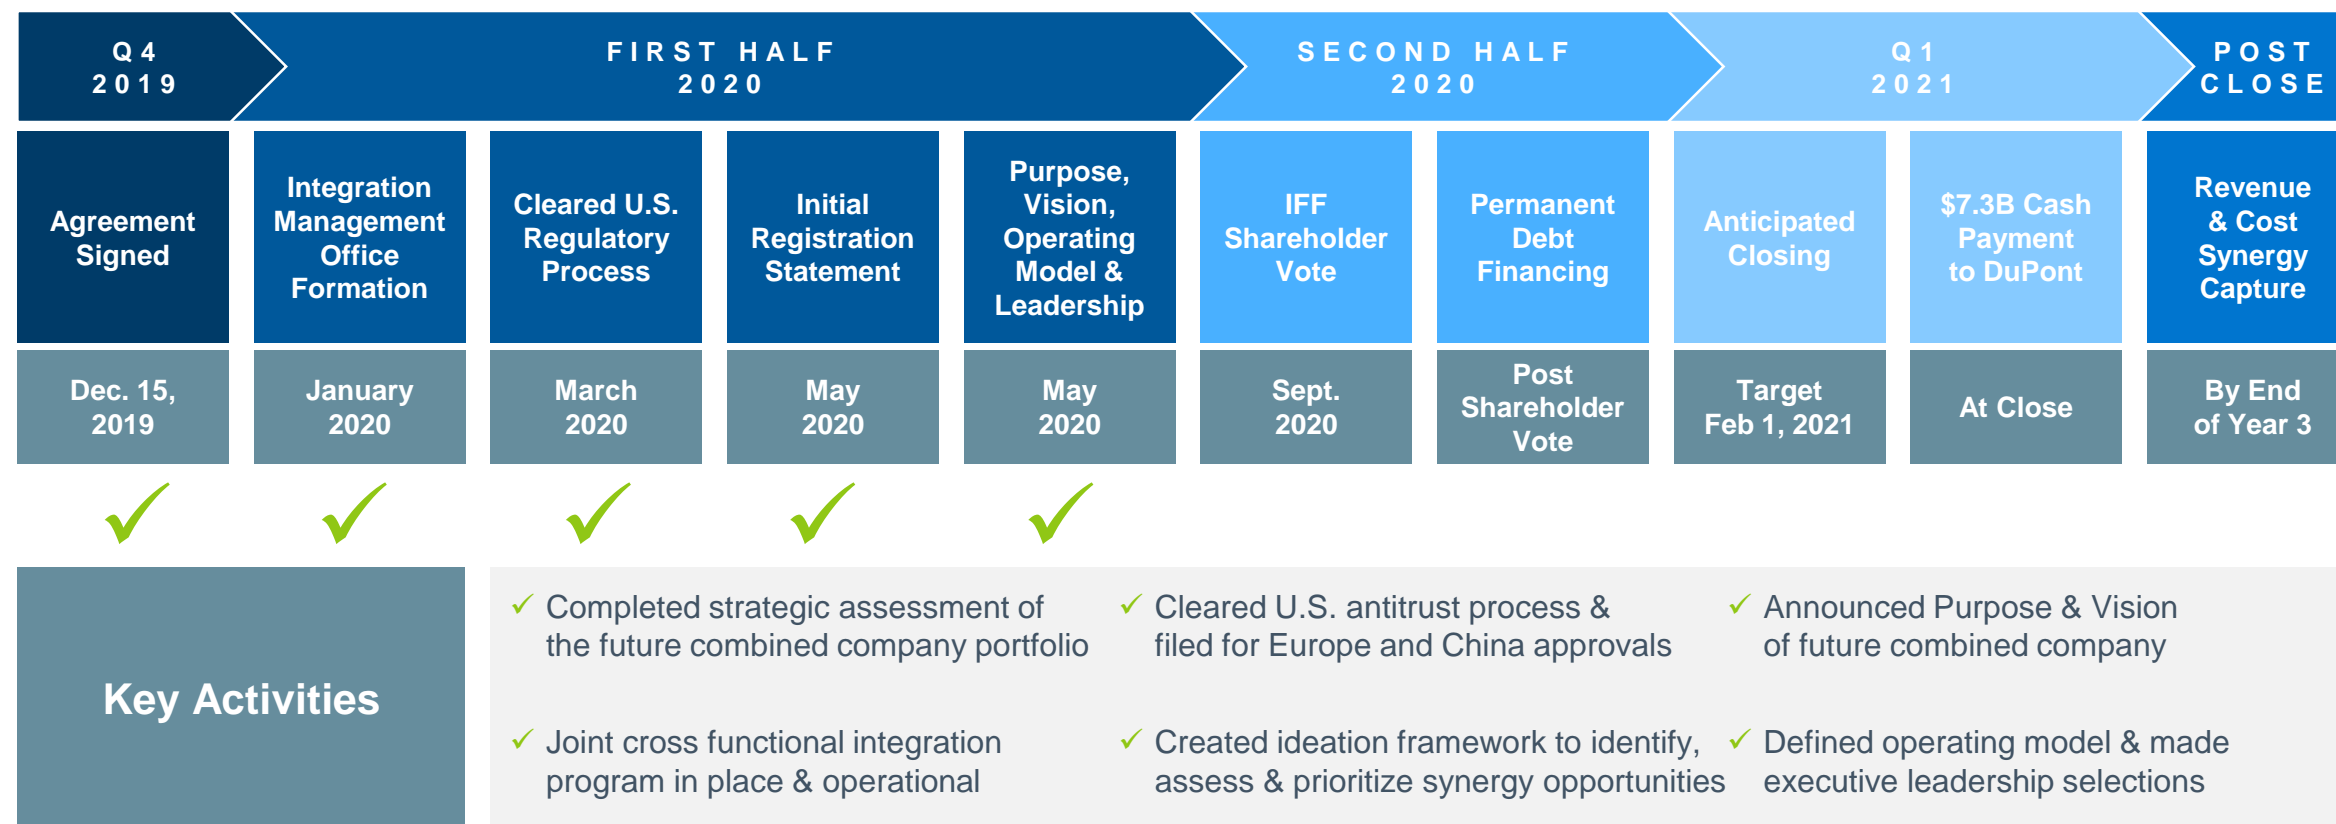 Q4
2019
FIRST HALF
2020
SECOND HALF
2020
Q1
2021
POST
CLOSE
Agreement
Signed
Integration
Management
Office
Formation
Cleared U.S.
Regulatory
Process
Initial
Registration
Statement
Purpose,
Vision,
Operating
Model &
Leadership
IFF
Shareholder
Vote
Permanent
Debt
Financing
Anticipated
Closing
$7.3B Cash
Payment
to DuPont
Revenue
& Cost
Synergy
Capture
Dec. 15,
2019
January
2020
March
2020
May
2020
May
2020
Sept.
2020
Post
Shareholder
Vote
Target
Feb 1, 2021
At Close
By End
of Year 3
Key Activities
✓ Completed strategic assessment of
the future combined company portfolio
✓ Joint cross functional integration
program in place & operational
✓ Cleared U.S. antitrust process &
filed for Europe and China approvals
✓ Created ideation framework to identify,
assess & prioritize synergy opportunities
✓ Announced Purpose & Vision
of future combined company
✓ Defined operating model & made
executive leadership selections